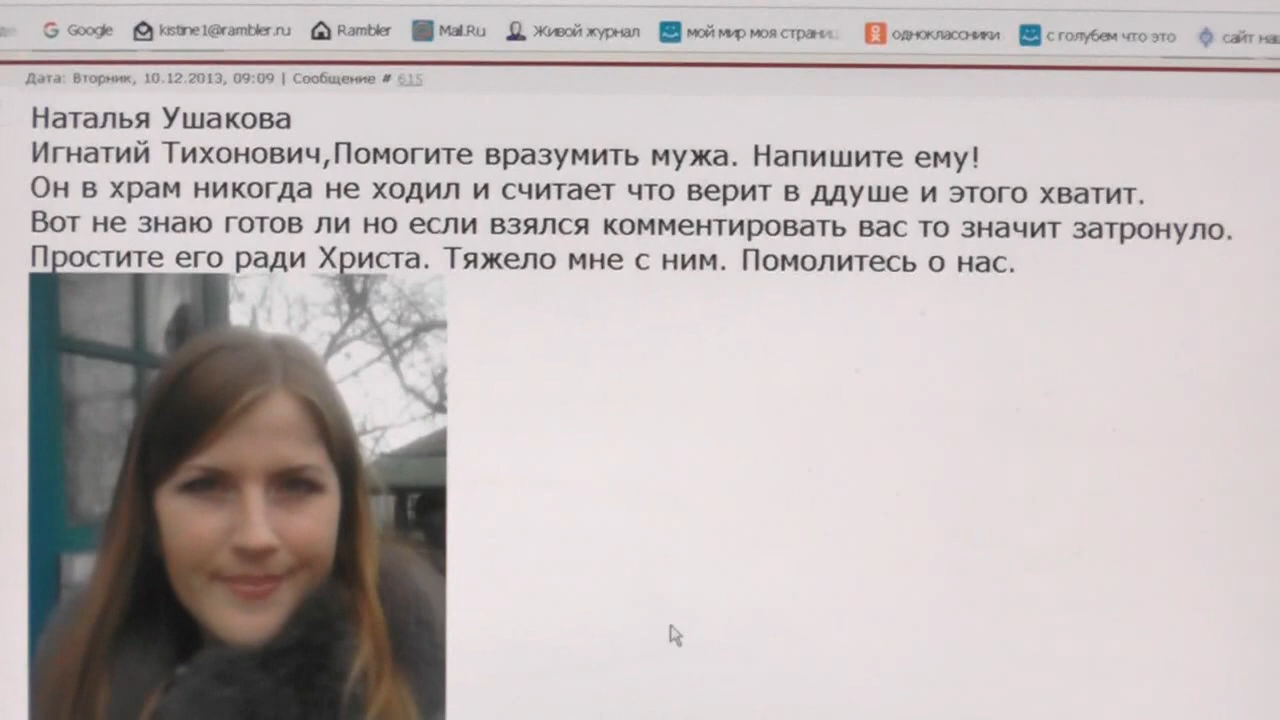 Google kistine1@rambler.ru Rambler Mail.Ru Живой журнал мой мир моя страниц одноклассники с голубем что это сайт
Дата: Вторник, 10.12.2013, 09:09 | Сообщение # 615
Наталья Ушакова
Игнатий Тихонович,Помогите вразумить мужа. Напишите ему!
Он в храм никогда не ходил и считает что верит в ддуше и этого хватит.
Вот не знаю готов ли но если взялся комментировать вас то значит затронуло.
Простите его ради Христа. Тяжело мне с ним. Помолитесь о нас.